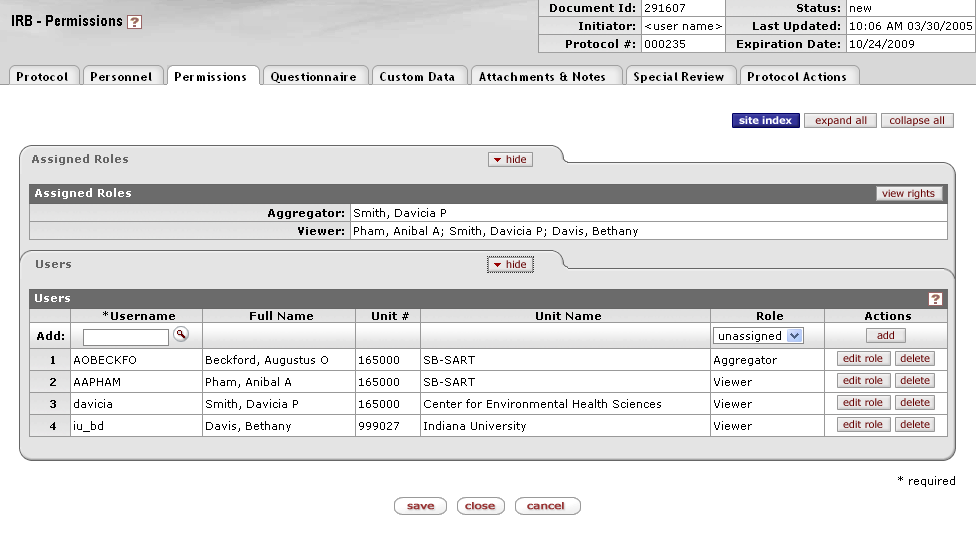 IRB - Permissions ?
Document Id: 291607 Status: new
Initiator: <user name> Last Updated: 10:06 AM 03/30/2005
Protocol #: 000235 Expiration Date: 10/24/2009
Protocol Personnel Permissions Questionnaire Custom Data Attachments & Notes Special Review Protocol Actions
site index expand all collapse all
Assigned Roles hide
Assigned Roles view rights
Aggregator: Smith, Davicia P
Viewer: Pham, Anibal A; Smith, Davicia P; Davis, Bethany
Users hide
Users ?
*Username Full Name Unit # Unit Name Role Actions
Add: unassigned add
1 AOBECKFO Beckford, Augustus O 165000 SB-SART Aggregator edit role delete
2 AAPHAM Pham, Anibal A 165000 SB-SART Viewer edit role delete
3 davicia Smith, Davicia P 165000 Center for Environmental Health Sciences Viewer edit role delete
4 iu_bd Davis, Bethany 999027 Indiana University Viewer edit role delete
* required
save close cancel